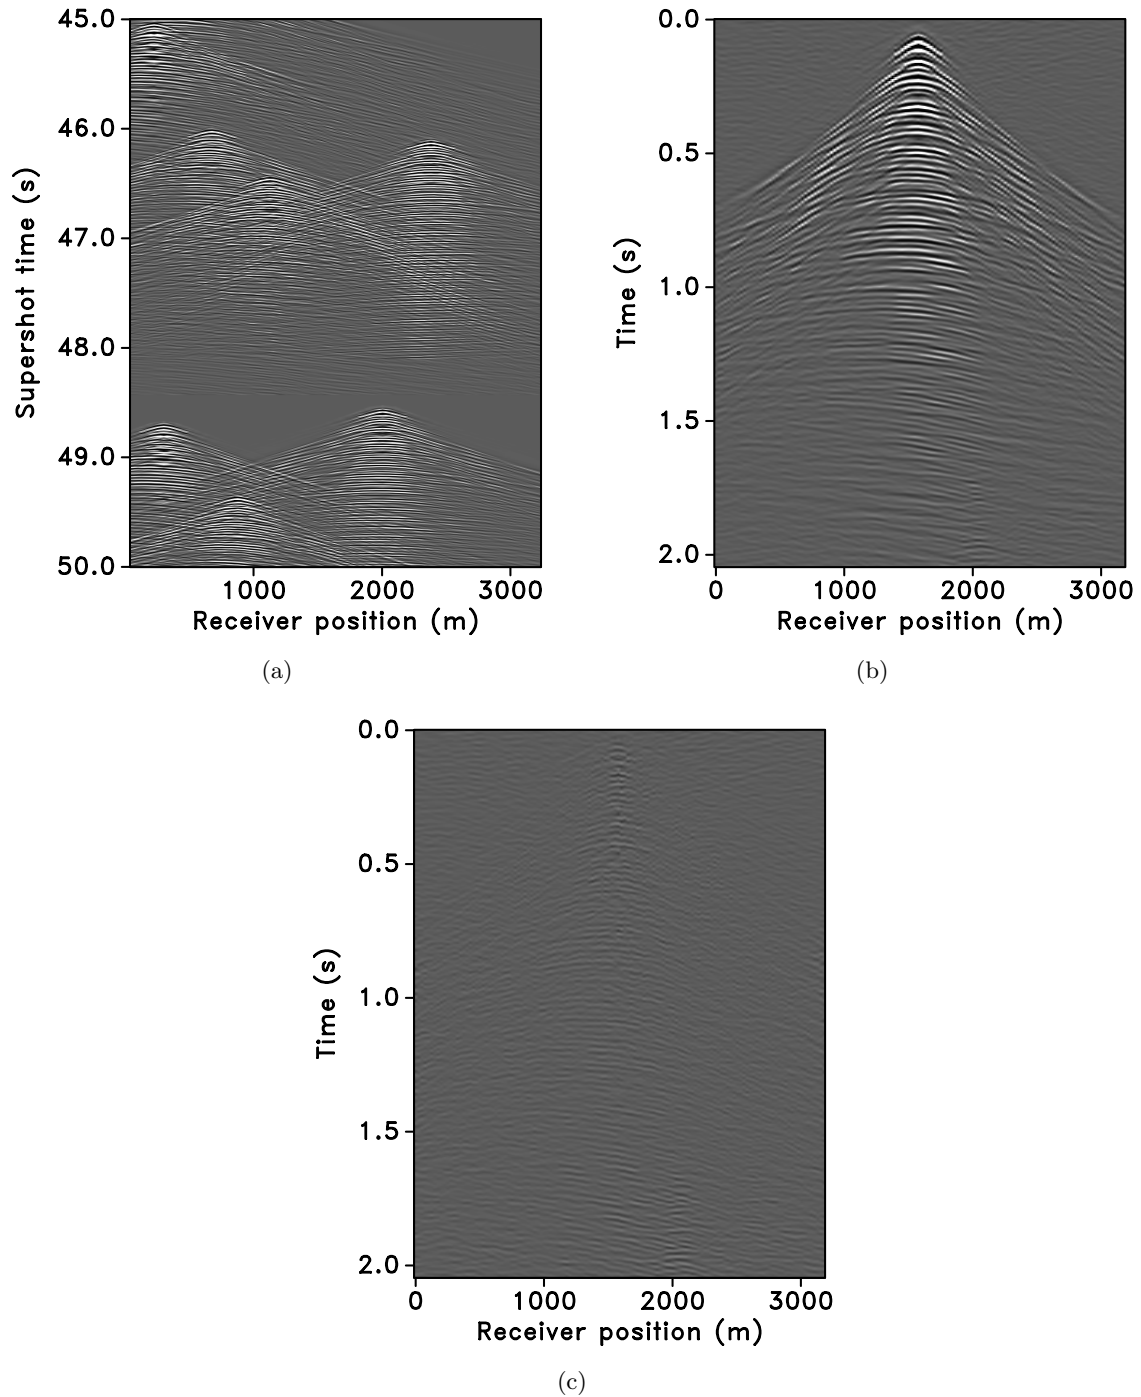 45.0
46.0
47.0
48.0
49.0
50.0
Supershot time (s)
1000 2000 3000
Receiver position (m)
(a)
0.0
0.5
1.0
1.5
2.0
Time (s)
0 1000 2000 3000
Receiver position (m)
(b)
0.0
0.5
1.0
1.5
2.0
Time (s)
0 1000 2000 3000
Receiver position (m)
(c)